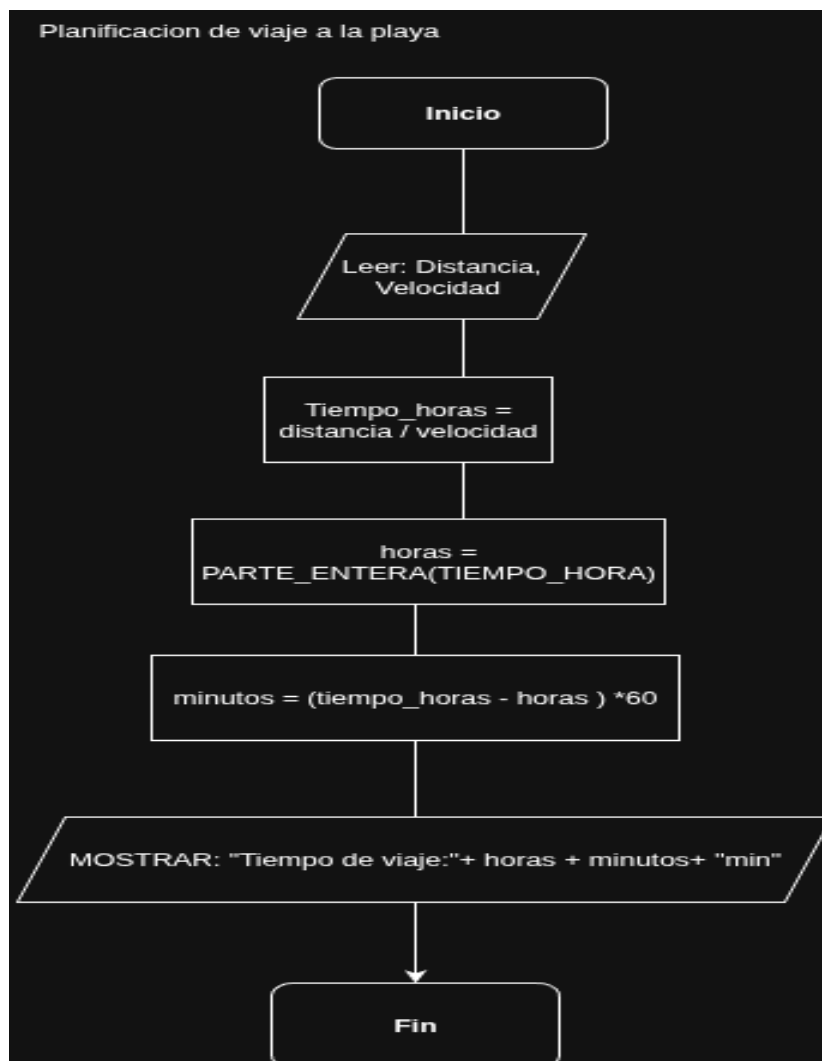 Planificacion de viaje a la playa
Inicio
Leer: Distancia,
Velocidad
Tiempo_horas =
distancia / velocidad
horas =
PARTE_ENTERA(TIEMPO_HORA)
minutos = (tiempo_horas - horas ) *60
MOSTRAR: "Tiempo de viaje:"+ horas + minutos+ "min"
Fin